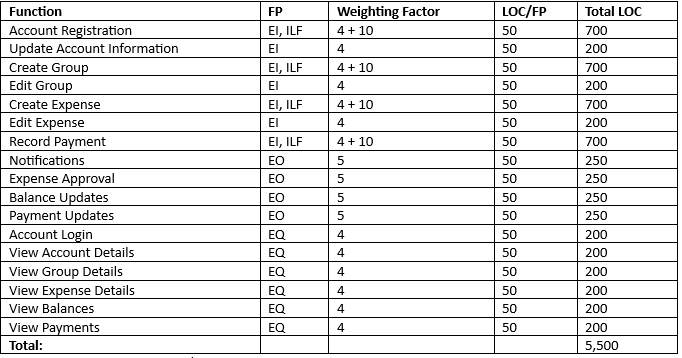 Function FP Weighting Factor LOC/FP Total LOC
Account Registration EI, ILF 4 + 10 50 700
Update Account Information EI 4 50 200
Create Group EI, ILF 4 + 10 50 700
Edit Group EI 4 50 200
Create Expense EI, ILF 4 + 10 50 700
Edit Expense EI 4 50 200
Record Payment EI, ILF 4 + 10 50 700
Notifications EO 5 50 250
Expense Approval EO 5 50 250
Balance Updates EO 5 50 250
Payment Updates EO 5 50 250
Account Login EQ 4 50 200
View Account Details EQ 4 50 200
View Group Details EQ 4 50 200
View Expense Details EQ 4 50 200
View Balances EQ 4 50 200
View Payments EQ 4 50 200
Total: 5,500